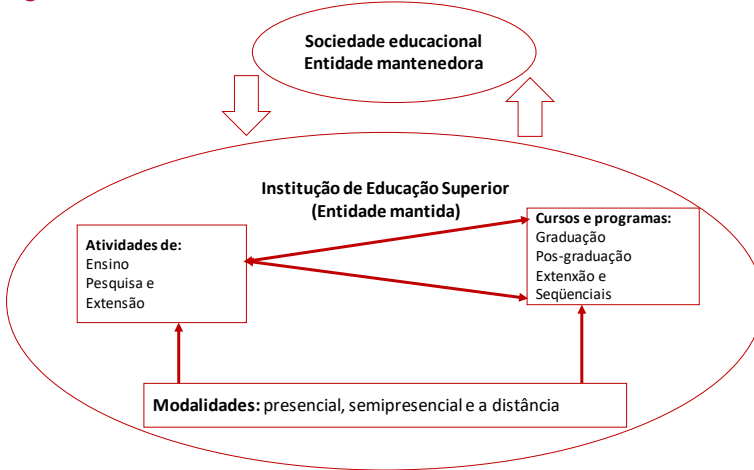 Sociedade educacional
Entidade mantenedora
Institução de Educação Superior
(Entidade mantida)
Atividades de:
Ensino
Pesquisa e
Extensão
Cursos e programas:
Graduação
Pos-graduação
Extenxão e
Seqüenciais
Modalidades: presencial, semipresencial e a distância